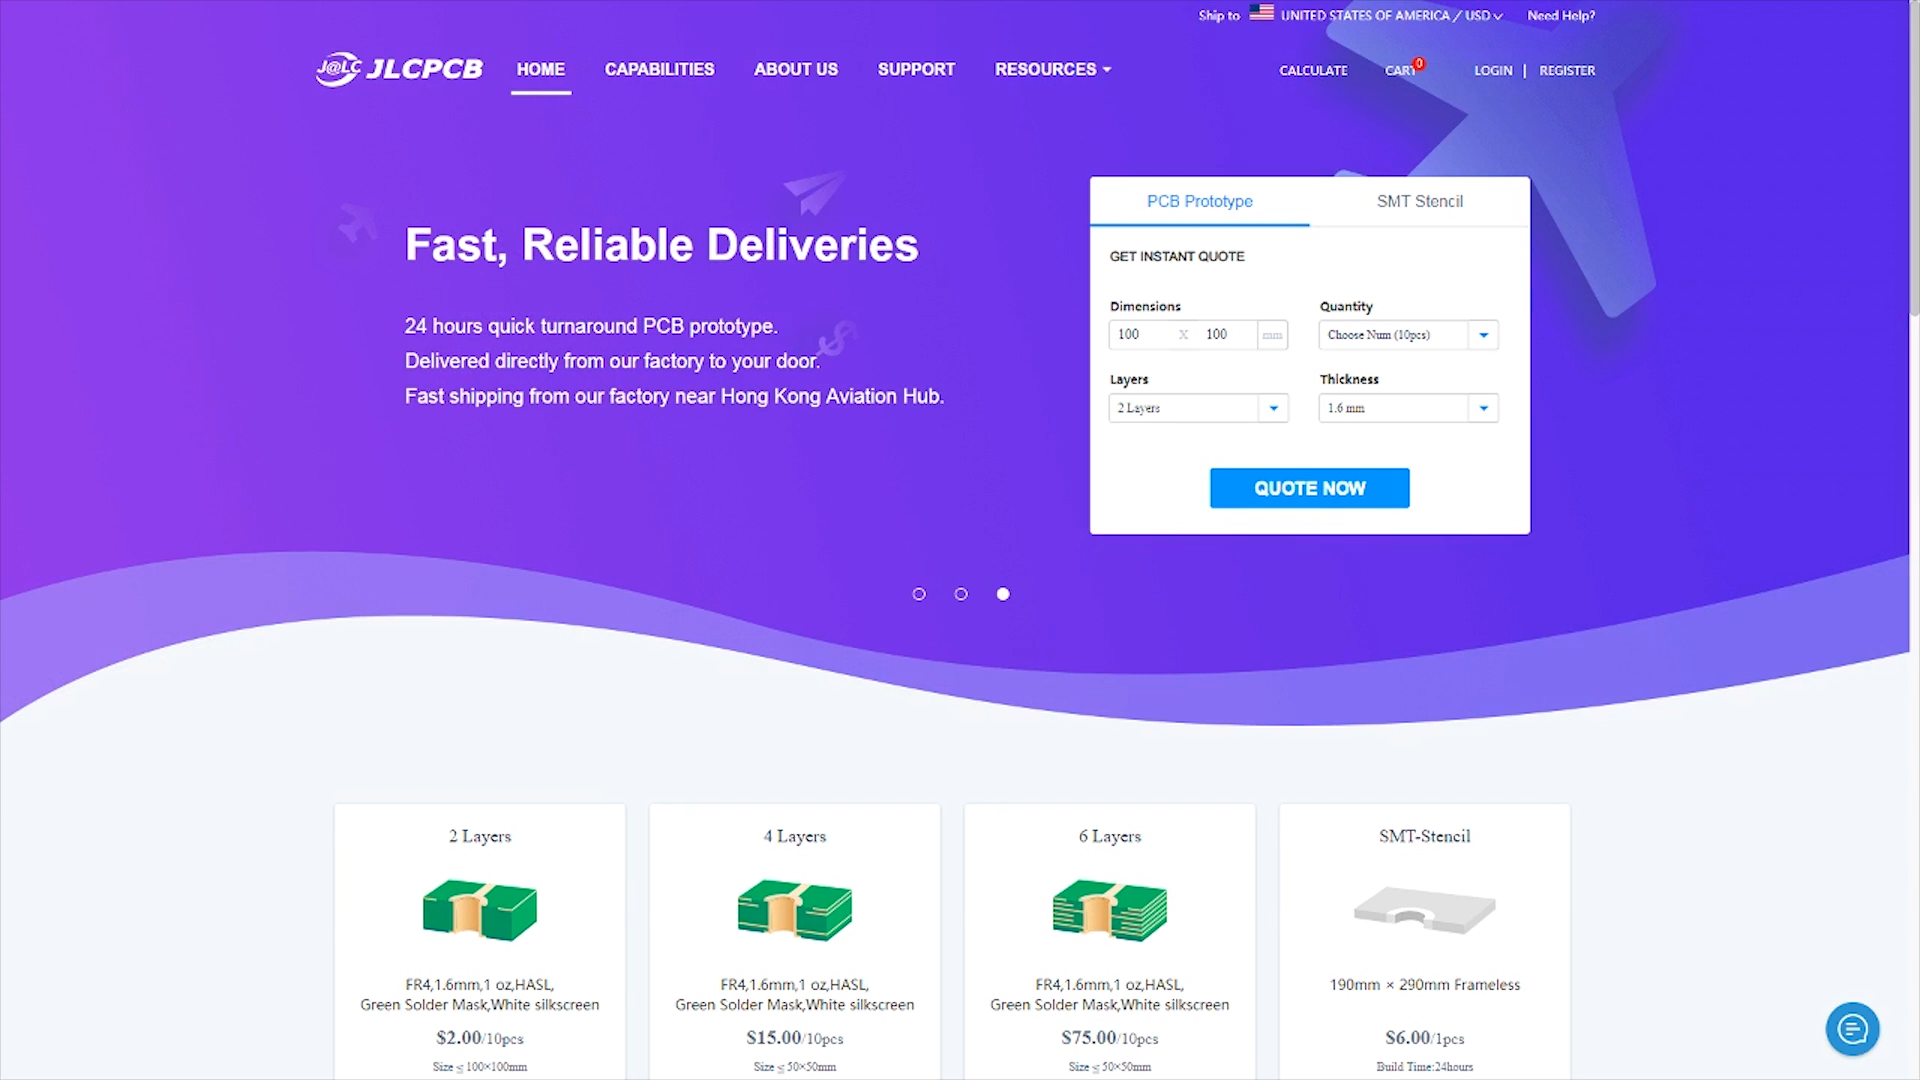 Ship to UNITED STATES OF AMERICA / USD Need Help?
J@LC JLCPCB HOME CAPABILITIES ABOUT US SUPPORT RESOURCES CALCULATE CART 0 LOGIN | REGISTER
Fast, Reliable Deliveries
24 hours quick turnaround PCB prototype.
Delivered directly from our factory to your door.
Fast shipping from our factory near Hong Kong Aviation Hub.
PCB Prototype SMT Stencil
GET INSTANT QUOTE
Dimensions Quantity
100 X 100 mm Choose Num (10pcs)
Layers Thickness
2 Layers 1.6 mm
QUOTE NOW
2 Layers
FR4,1.6mm,1 oz,HASL,
Green Solder Mask,White silkscreen
$2.00/10pcs
Size ≤ 100×100mm
4 Layers
FR4,1.6mm,1 oz,HASL,
Green Solder Mask,White silkscreen
$15.00/10pcs
Size ≤ 50×50mm
6 Layers
FR4,1.6mm,1 oz,HASL,
Green Solder Mask,White silkscreen
$75.00/10pcs
Size ≤ 50×50mm
SMT-Stencil
190mm × 290mm Frameless
$6.00/1pcs
Build Time:24hours